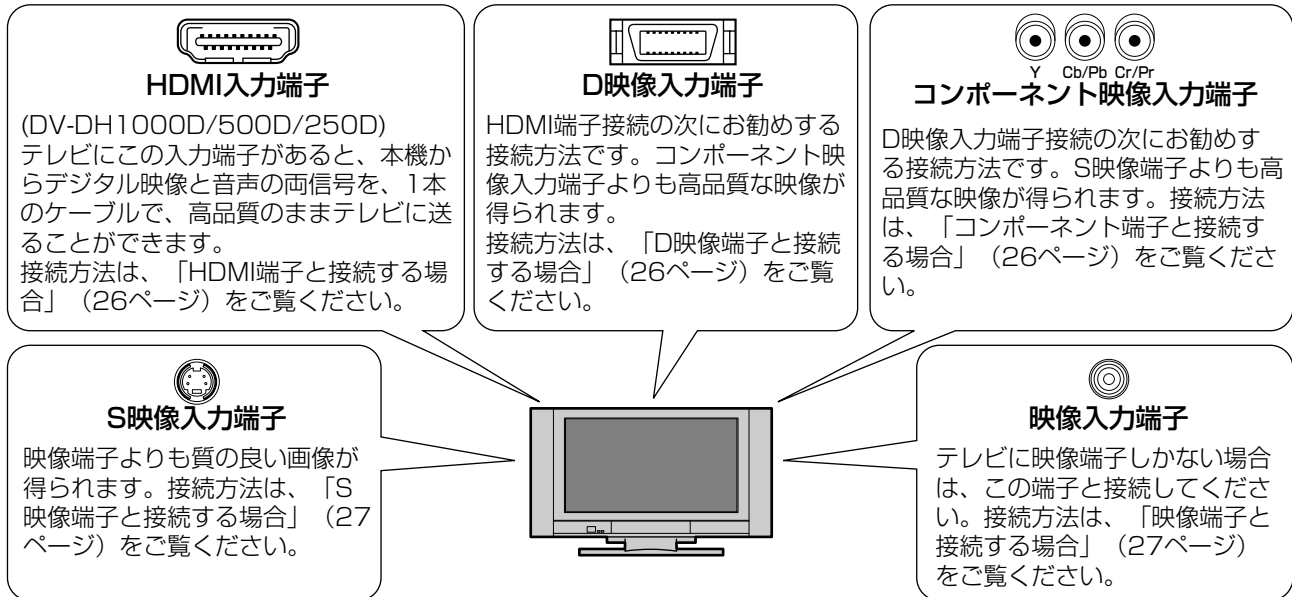 HDMI入力端子
(DV-DH1000D/500D/250D)
テレビにこの入力端子があると、本機か
らデジタル映像と音声の両信号を、1本
のケーブルで、高品質のままテレビに送
ることができます。
接続方法は、「HDMI端子と接続する場
合」（26ページ）をご覧ください。
D映像入力端子
HDMI端子接続の次にお勧めする
接続方法です。コンポーネント映
像入力端子よりも高品質な映像が
得られます。
接続方法は、「D映像端子と接続
する場合」（26ページ）をご覧
ください。
Y Cb/Pb Cr/Pr
コンポーネント映像入力端子
D映像入力端子接続の次にお勧めす
る接続方法です。S映像端子よりも高
品質な映像が得られます。接続方法
は、「コンポーネント端子と接続す
る場合」（26ページ）をご覧くださ
い。
S映像入力端子
映像端子よりも質の良い画像が
得られます。接続方法は、「S
映像端子と接続する場合」（27
ページ）をご覧ください。
映像入力端子
テレビに映像端子しかない場合
は、この端子と接続してくださ
い。接続方法は、「映像端子と
接続する場合」（27ページ）
をご覧ください。